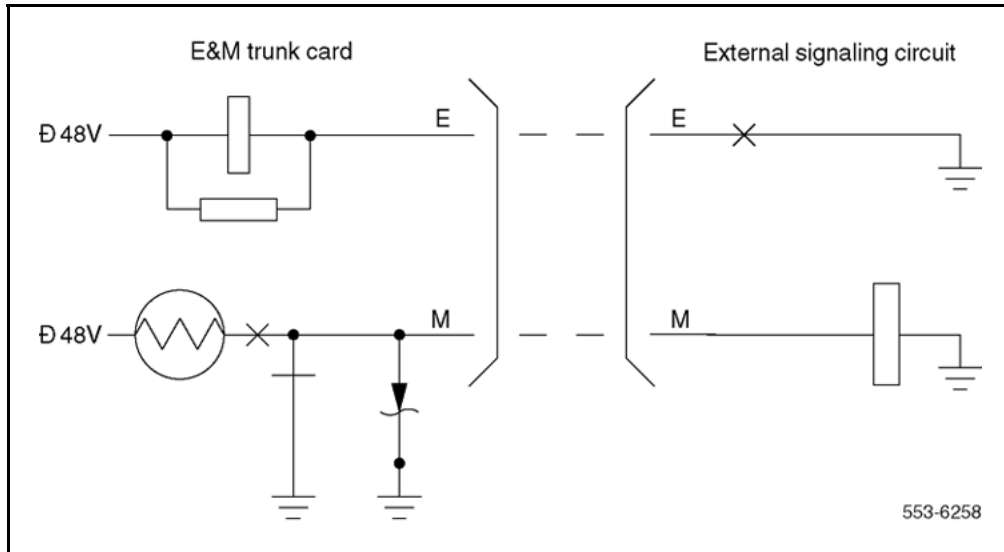 E&M trunk card
External signaling circuit
Ð 48V
E
E
Ð 48V
M
M
553-6258